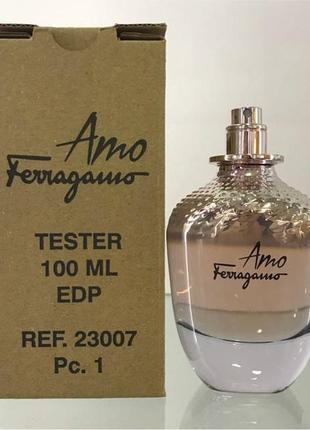 Amo
Ferragamo
TESTER
100 ML
EDP
REF. 23007
Pc. 1
Amo
Ferragamo